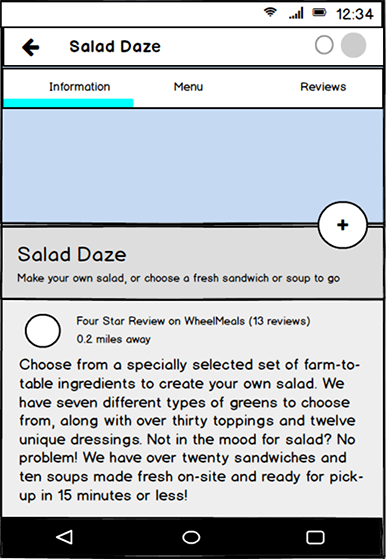 12:34
Salad Daze
Information Menu Reviews
+
Salad Daze
Make your own salad, or choose a fresh sandwich or soup to go
Four Star Review on WheelMeals (13 reviews)
0.2 miles away
Choose from a specially selected set of farm-to-
table ingredients to create your own salad. We
have seven different types of greens to choose
from, along with over thirty toppings and twelve
unique dressings. Not in the mood for salad? No
problem! We have over twenty sandwiches and
ten soups made fresh on-site and ready for pick-
up in 15 minutes or less!